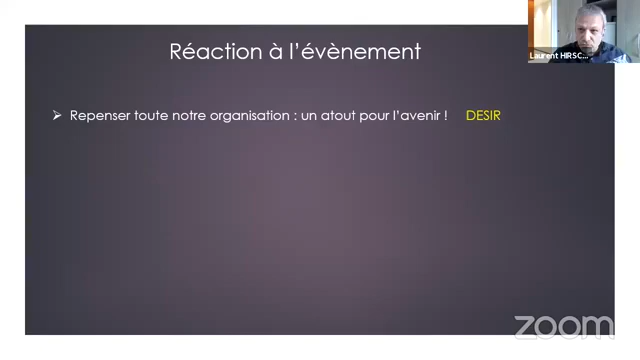 Laurent HIRSC...
Réaction à l'évènement
➢ Repenser toute notre organisation : un atout pour l'avenir ! DESIR
zoom